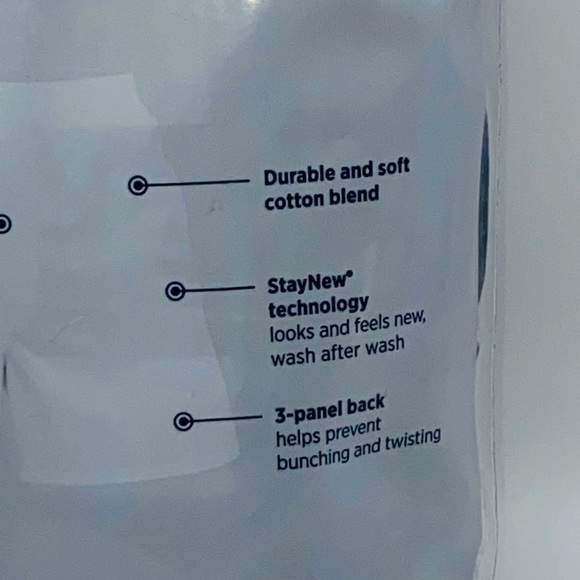 Durable and soft
cotton blend
StayNew®
technology
looks and feels new,
wash after wash
3-panel back
helps prevent
bunching and twisting